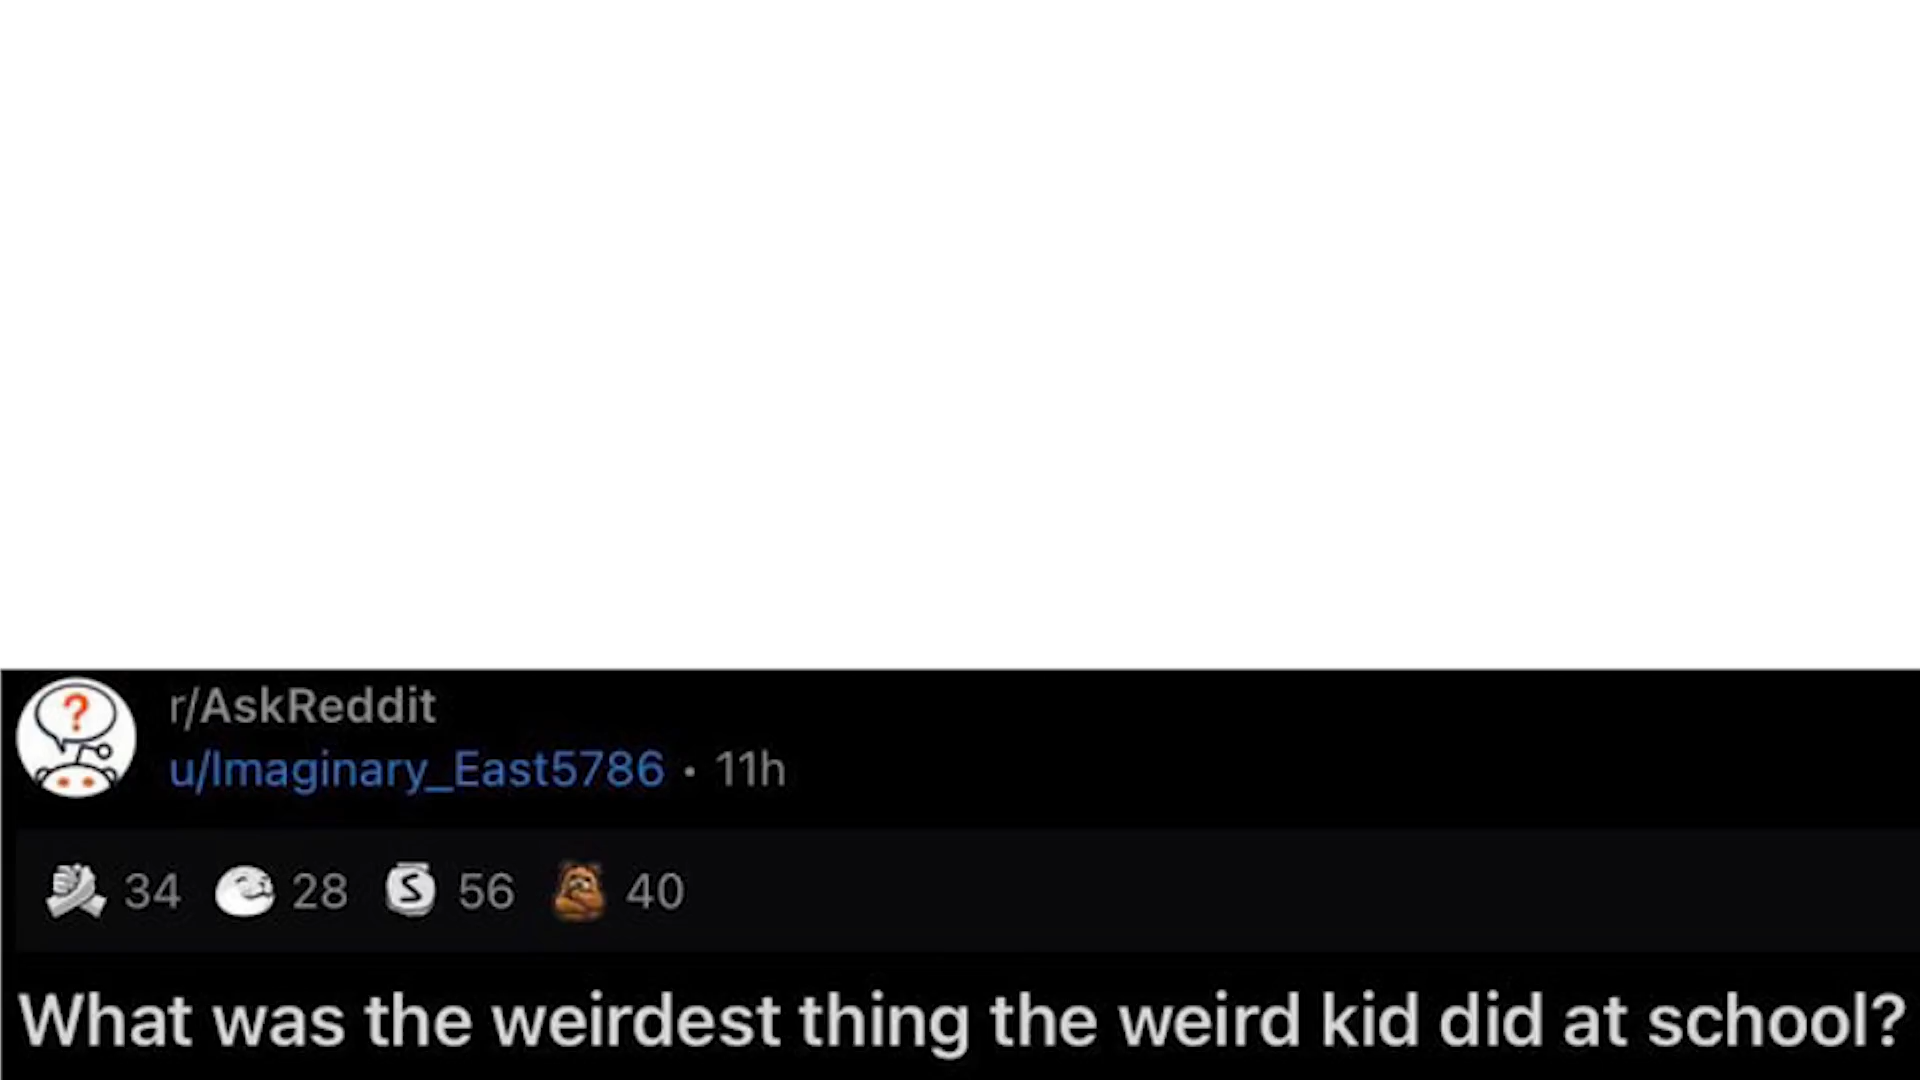 r/AskReddit
u/Imaginary_East5786 • 11h
34 28 S 56 40
What was the weirdest thing the weird kid did at school?